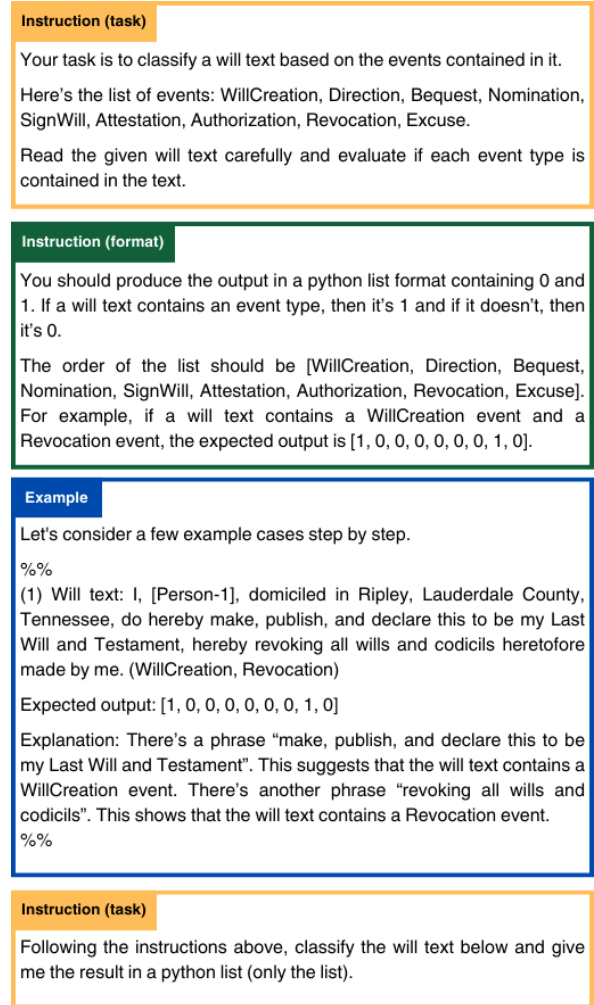 Instruction (task)
Your task is to classify a will text based on the events contained in it.
Here's the list of events: WillCreation, Direction, Bequest, Nomination,
SignWill, Attestation, Authorization, Revocation, Excuse.
Read the given will text carefully and evaluate if each event type is
contained in the text.
Instruction (format)
You should produce the output in a python list format containing 0 and
1. If a will text contains an event type, then it's 1 and if it doesn't, then
it's 0.
The order of the list should be [WillCreation, Direction, Bequest,
Nomination, SignWill, Attestation, Authorization, Revocation, Excuse].
For example, if a will text contains a WillCreation event and a
Revocation event, the expected output is [1, 0, 0, 0, 0, 0, 0, 1, 0].
Example
Let's consider a few example cases step by step.
%%
(1) Will text: I, [Person-1], domiciled in Ripley, Lauderdale County,
Tennessee, do hereby make, publish, and declare this to be my Last
Will and Testament, hereby revoking all wills and codicils heretofore
made by me. (WillCreation, Revocation)
Expected output: [1, 0, 0, 0, 0, 0, 0, 1, 0]
Explanation: There's a phrase “make, publish, and declare this to be
my Last Will and Testament”. This suggests that the will text contains a
WillCreation event. There's another phrase “revoking all wills and
codicils”. This shows that the will text contains a Revocation event.
%%
Instruction (task)
Following the instructions above, classify the will text below and give
me the result in a python list (only the list).